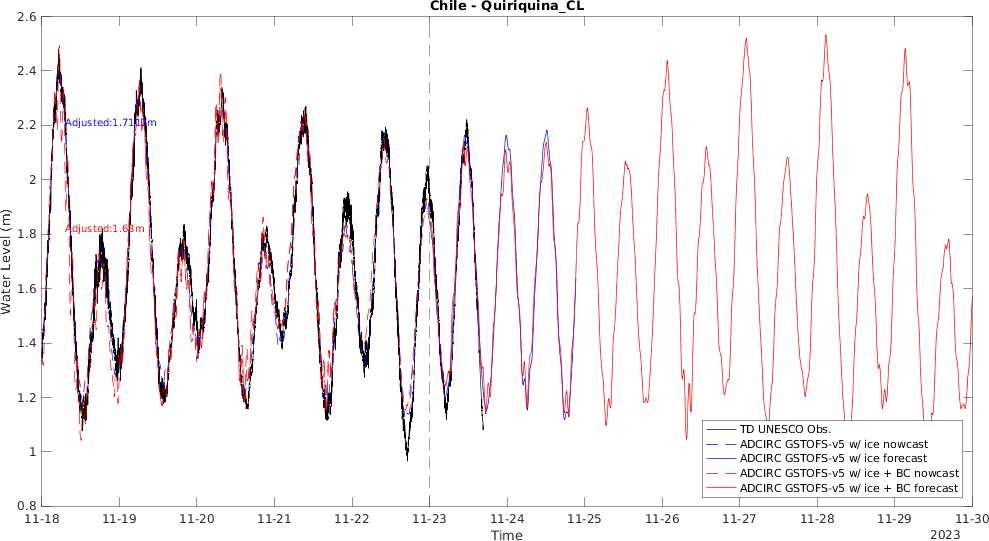 Chile - Quiriquina_CL
2.6
2.4
2.2
2
1.8
1.6
1.4
1.2
1
0.8
Water Level (m)
Adjusted:1.63m
TD UNESCO Obs.
ADCIRC GSTOFS-v5 w/ ice nowcast
ADCIRC GSTOFS-v5 w/ ice forecast
ADCIRC GSTOFS-v5 w/ ice + BC nowcast
ADCIRC GSTOFS-v5 w/ ice + BC forecast
11-18 11-19 11-20 11-21 11-22 11-23 11-24 11-25 11-26 11-27 11-28 11-29 11-30
Time
2023